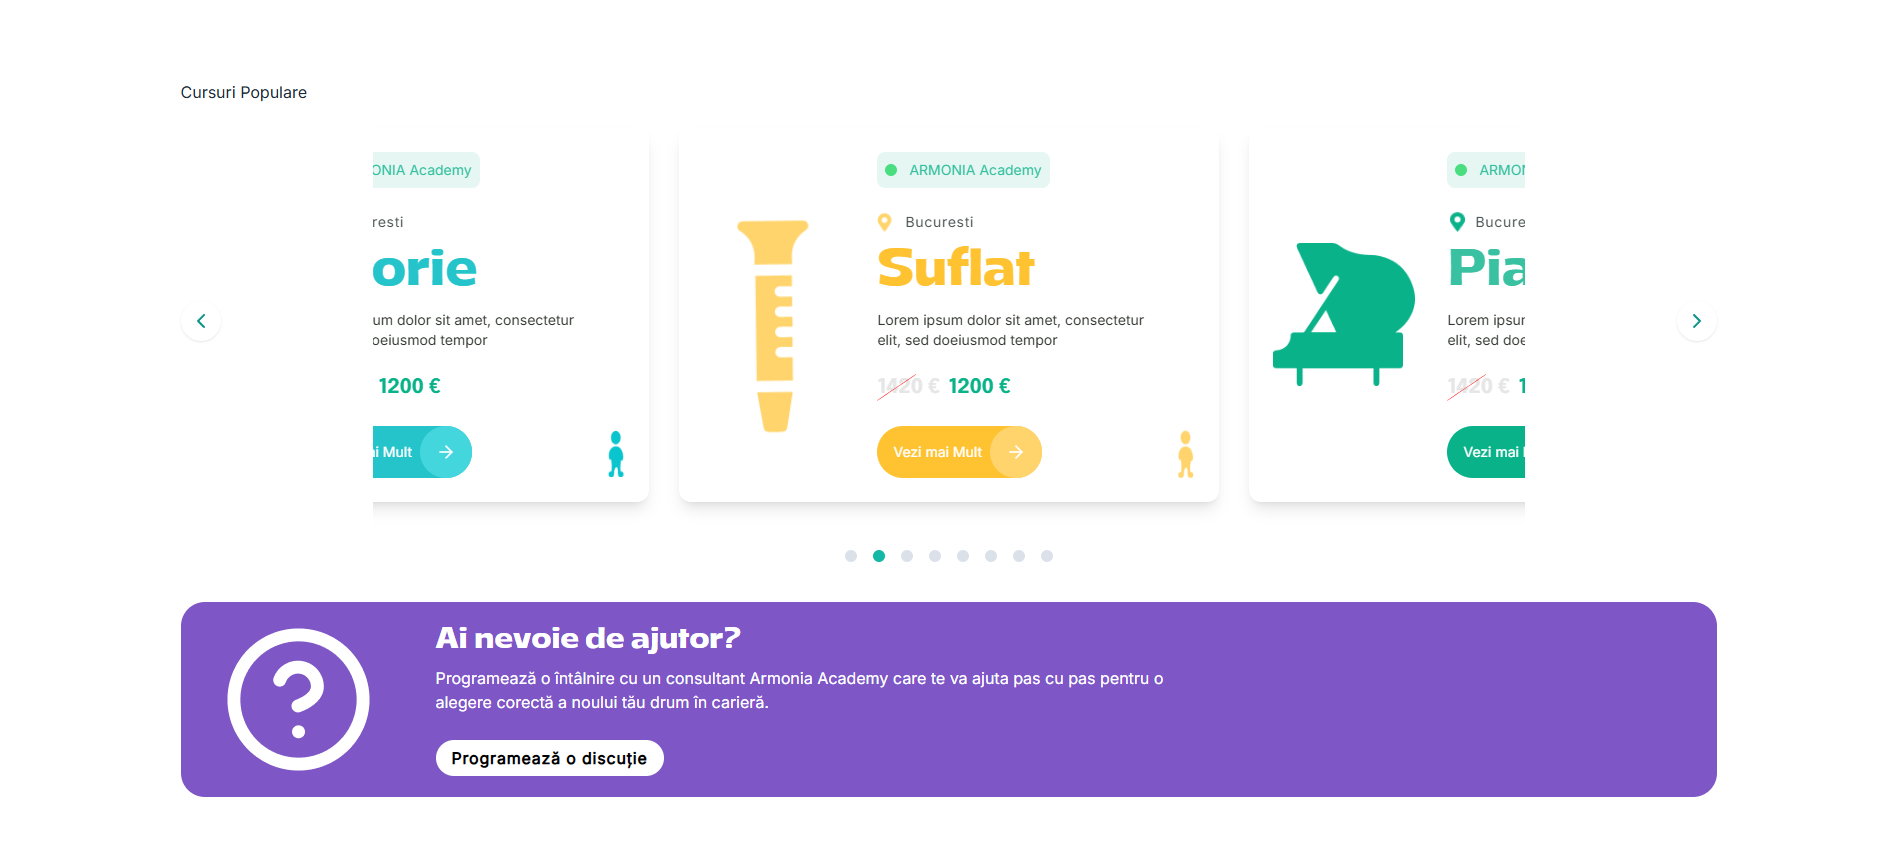 Cursuri Populare
ONIA Academy
resti
orie
um dolor sit amet, consectetur
oeiusmod tempor
1200 €
ai Mult
ARMONIA Academy
Bucuresti
Suflat
Lorem ipsum dolor sit amet, consectetur
elit, sed doeiusmod tempor
1420 € 1200 €
Vezi mai Mult
ARMON
Bucure
Pia
Lorem ipsur
elit, sed doe
1420 € 1
Vezi mai
Ai nevoie de ajutor?
Programează o întâlnire cu un consultant Armonia Academy care te va ajuta pas cu pas pentru o
alegere corectă a noului tău drum în carieră.
Programează o discuție